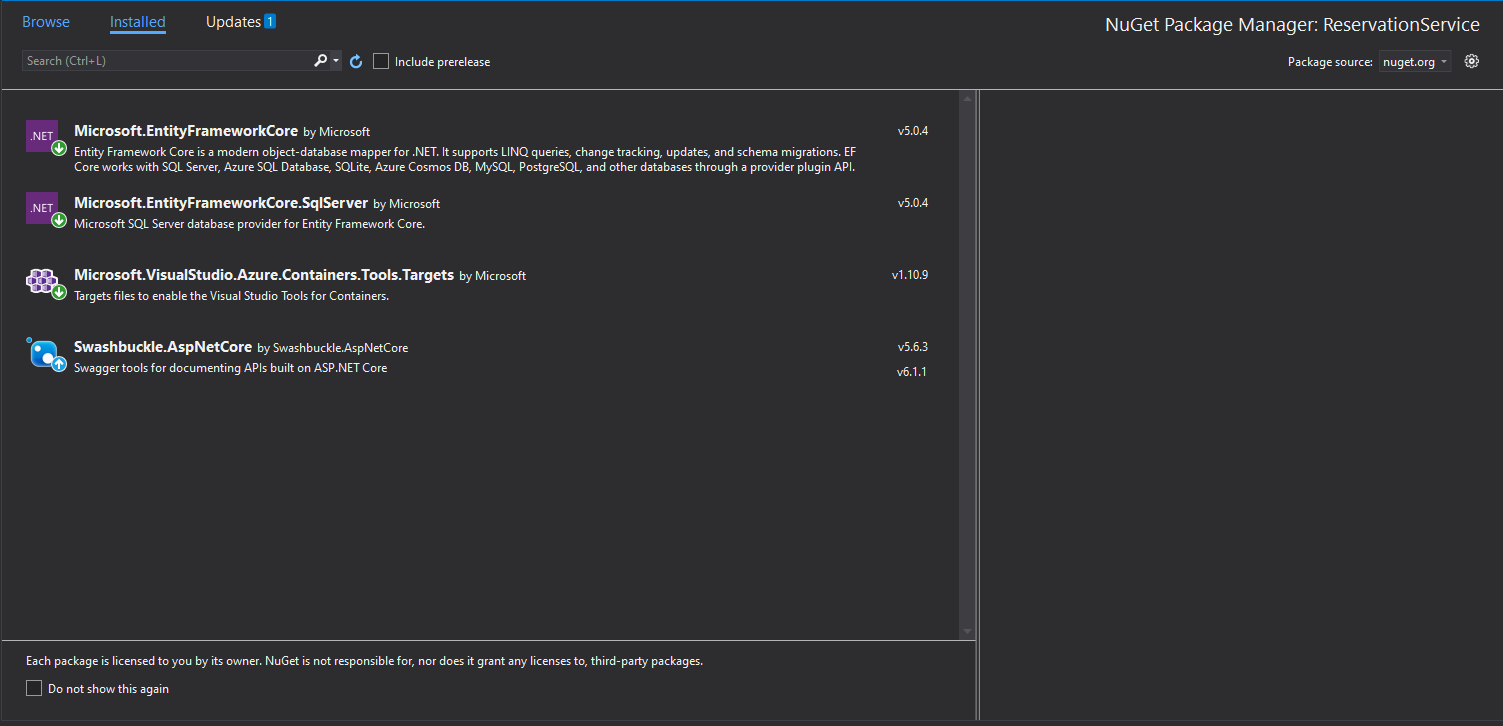 Browse Installed Updates 1
NuGet Package Manager: ReservationService
Search (Ctrl+L) Include prerelease
Package source: nuget.org
.NET Microsoft.EntityFrameworkCore by Microsoft v5.0.4
Entity Framework Core is a modern object-database mapper for .NET. It supports LINQ queries, change tracking, updates, and schema migrations. EF
Core works with SQL Server, Azure SQL Database, SQLite, Azure Cosmos DB, MySQL, PostgreSQL, and other databases through a provider plugin API.
.NET Microsoft.EntityFrameworkCore.SqlServer by Microsoft v5.0.4
Microsoft SQL Server database provider for Entity Framework Core.
Microsoft.VisualStudio.Azure.Containers.Tools.Targets by Microsoft v1.10.9
Targets files to enable the Visual Studio Tools for Containers.
Swashbuckle.AspNetCore by Swashbuckle.AspNetCore v5.6.3
Swagger tools for documenting APIs built on ASP.NET Core v6.1.1
Each package is licensed to you by its owner. NuGet is not responsible for, nor does it grant any licenses to, third-party packages.
Do not show this again